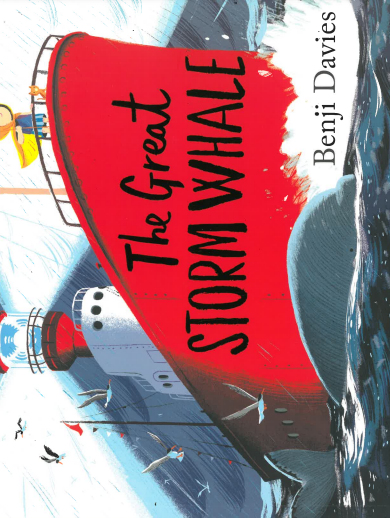 The Great
STORM WHALE
Benji Davies